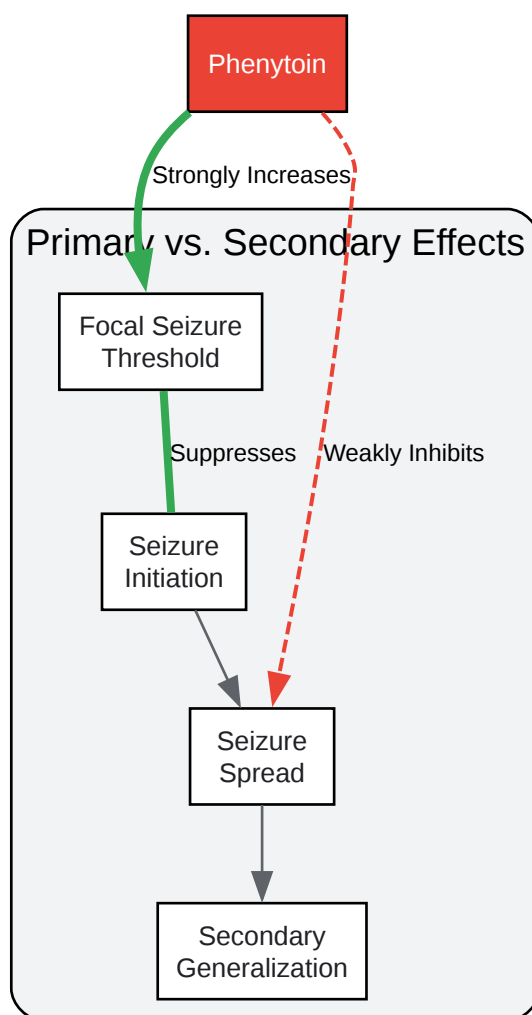 Phenytoin
Strongly Increases
Primary vs. Secondary Effects
Focal Seizure
Threshold
Suppresses
Weakly Inhibits
Seizure
Initiation
Seizure
Spread
Secondary
Generalization